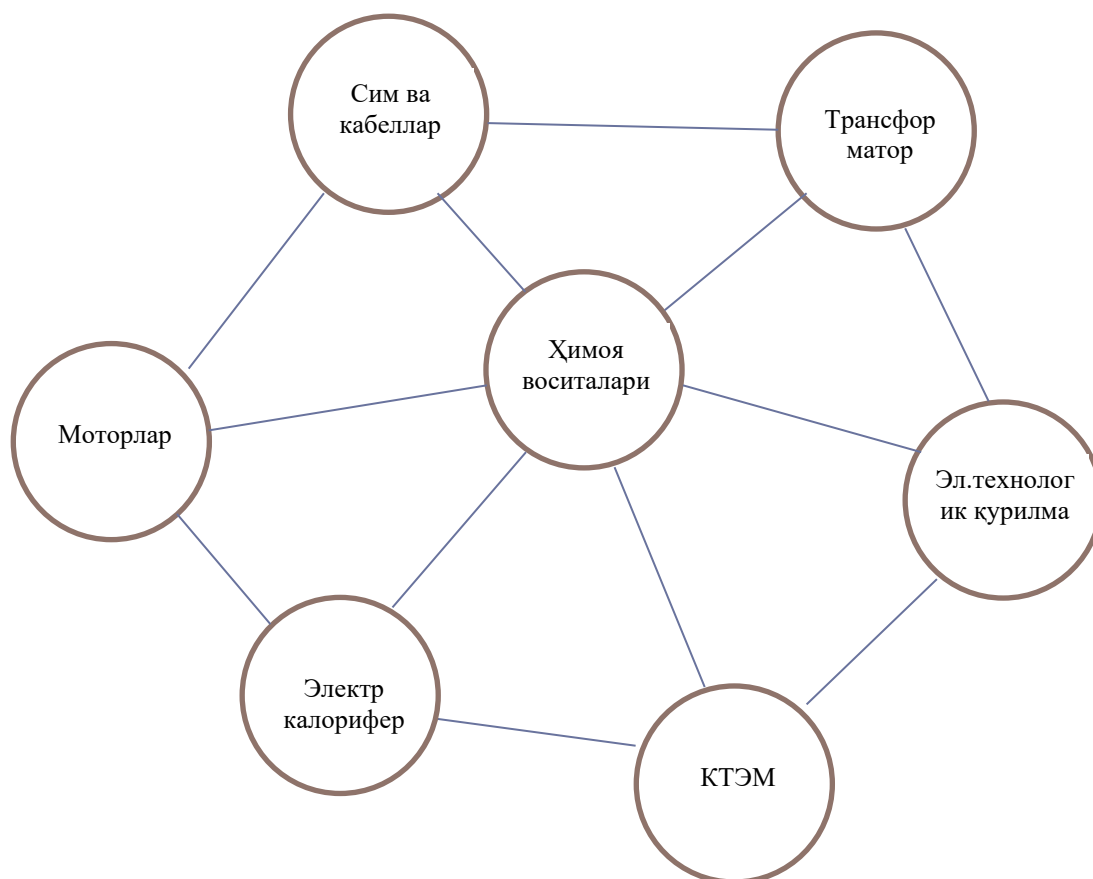 Сим ва
кабеллар
Трансфор
матор
Ҳимоя
воситалари
Моторлар
Эл.технолог
ик қурилма
Электр
калорифер
КТЭМ